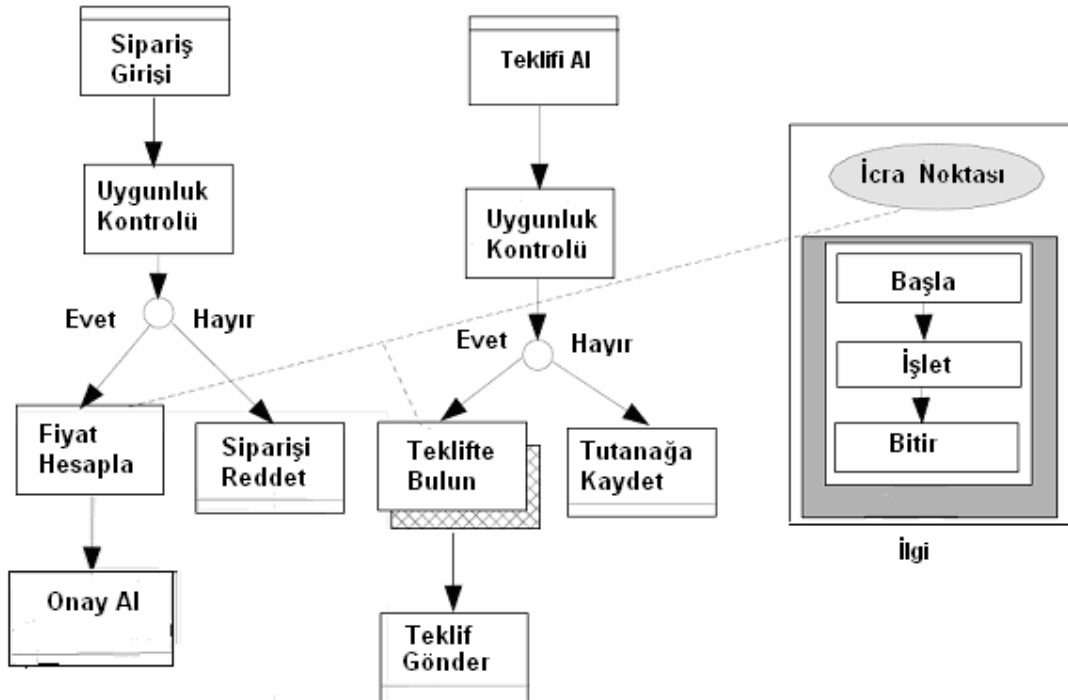 Sipariş
Girişi
Uygunluk
Kontrolü
Evet
Hayır
Fiyat
Hesapla
Siparişi
Reddet
Onay Al
Teklifi Al
Uygunluk
Kontrolü
Evet
Hayır
Teklifte
Bulun
Tutanağa
Kaydet
Teklif
Gönder
İcra Noktası
Başla
İşlet
Bitir
İlgi